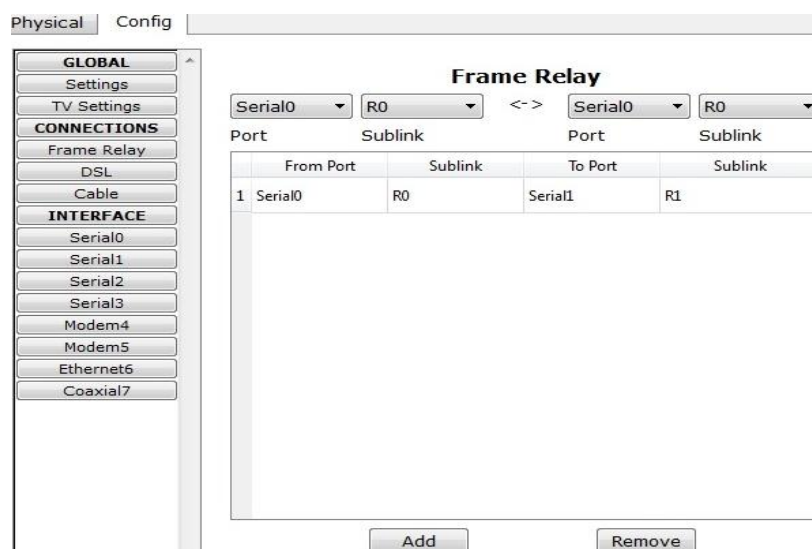 Physical
Config
GLOBAL
Settings
TV Settings
CONNECTIONS
Frame Relay
DSL
Cable
INTERFACE
Serial0
Serial1
Serial2
Serial3
Modem4
Modem5
Ethernet6
Coaxial7
Frame Relay
Serial0 R0 <-> Serial0 R0
Port Sublink Port Sublink
From Port Sublink To Port Sublink
1 Serial0 R0 Serial1 R1
Add Remove